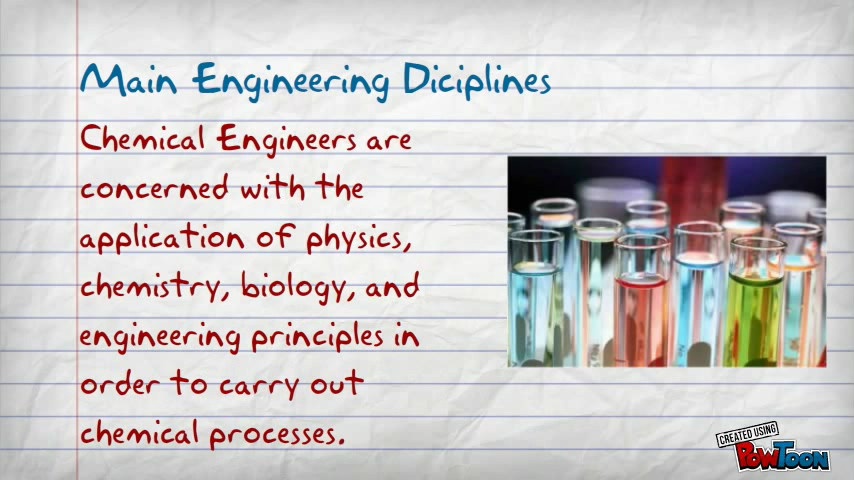 Main Engineering Diciplines
Chemical Engineers are
concerned with the
application of physics,
chemistry, biology, and
engineering principles in
order to carry out
chemical processes.
CREATED USING
POWTOON